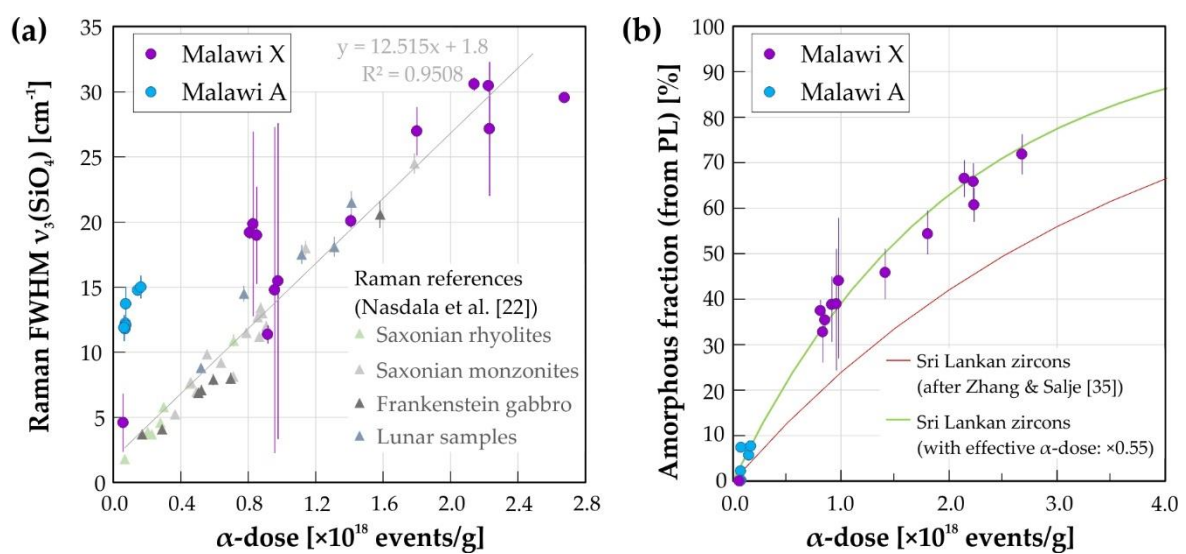 (a)
Malawi X
Malawi A
y = 12.515x + 1.8
R² = 0.9508
Raman references
(Nasdala et al. [22])
Saxonian rhyolites
Saxonian monzonites
Frankenstein gabbro
Lunar samples
Raman FWHM ν₃(SiO₄) [cm⁻¹]
35
30
25
20
15
10
5
0
0.0 0.4 0.8 1.2 1.6 2.0 2.4 2.8
α-dose [×10¹⁸ events/g]
(b)
Malawi X
Malawi A
Sri Lankan zircons
(after Zhang & Salje [35])
Sri Lankan zircons
(with effective α-dose: ×0.55)
Amorphous fraction (from PL) [%]
100
90
80
70
60
50
40
30
20
10
0
0.0 1.0 2.0 3.0 4.0
α-dose [×10¹⁸ events/g]